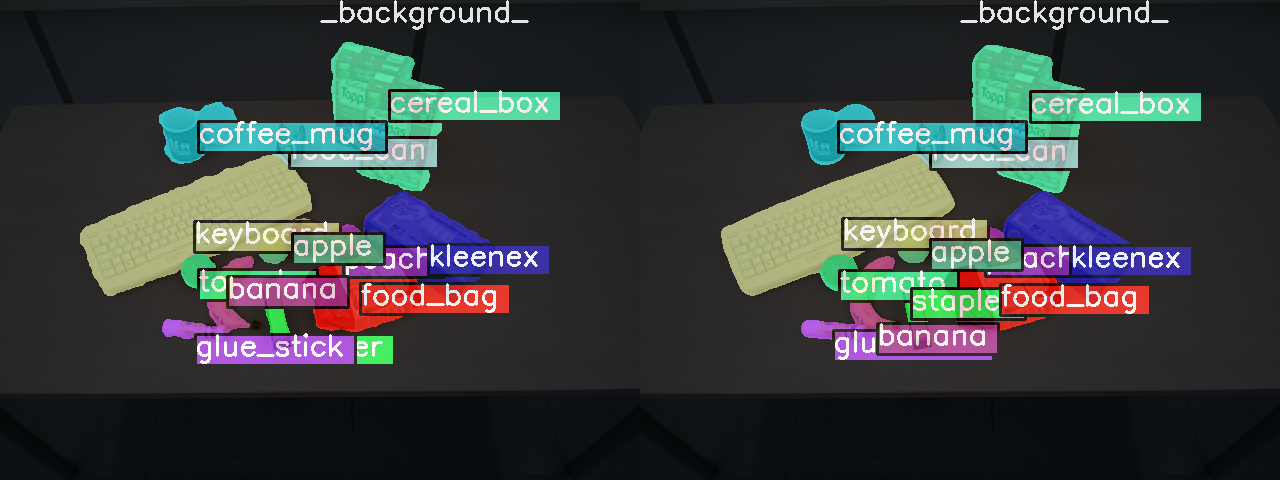 _background_
cereal_box
coffee_mug
food_can
keyboard
apple
peach
kleenex
banana
food_bag
glue_stick
_background_
cereal_box
coffee_mug
food_can
keyboard
apple
kleenex
tomato
staple
food_bag
banana